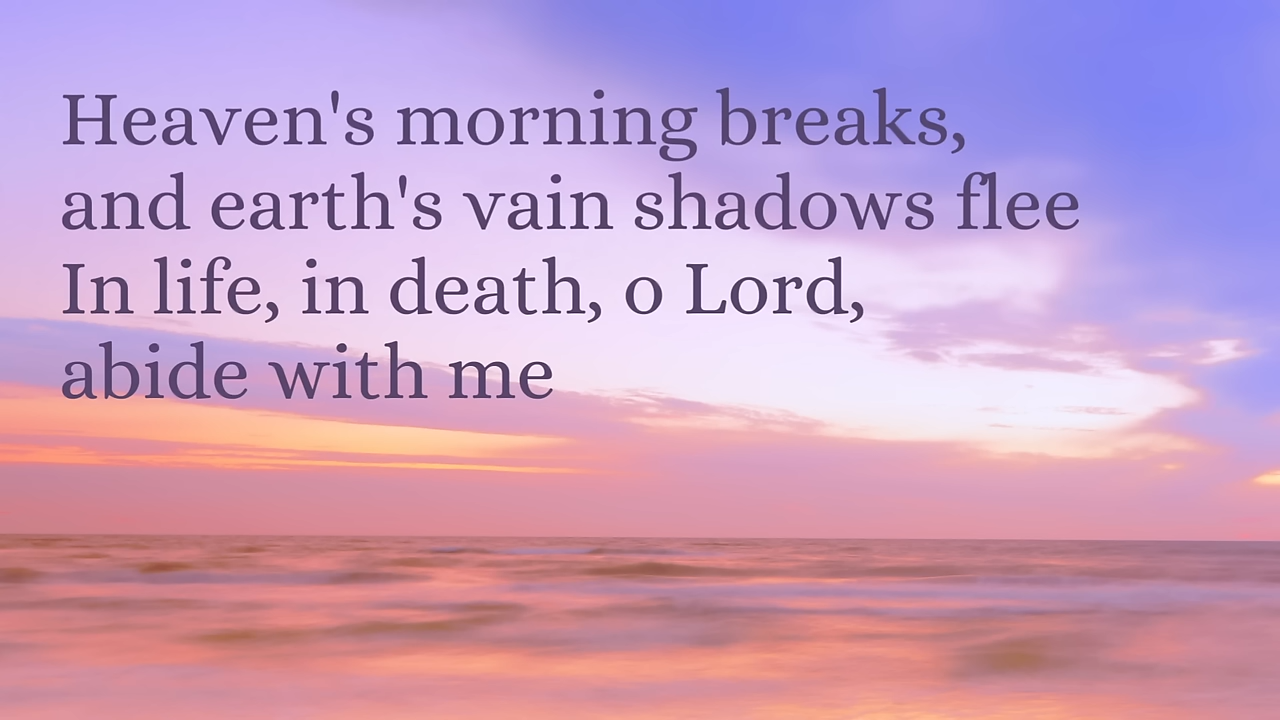 Heaven's morning breaks,
and earth's vain shadows flee
In life, in death, o Lord,
abide with me